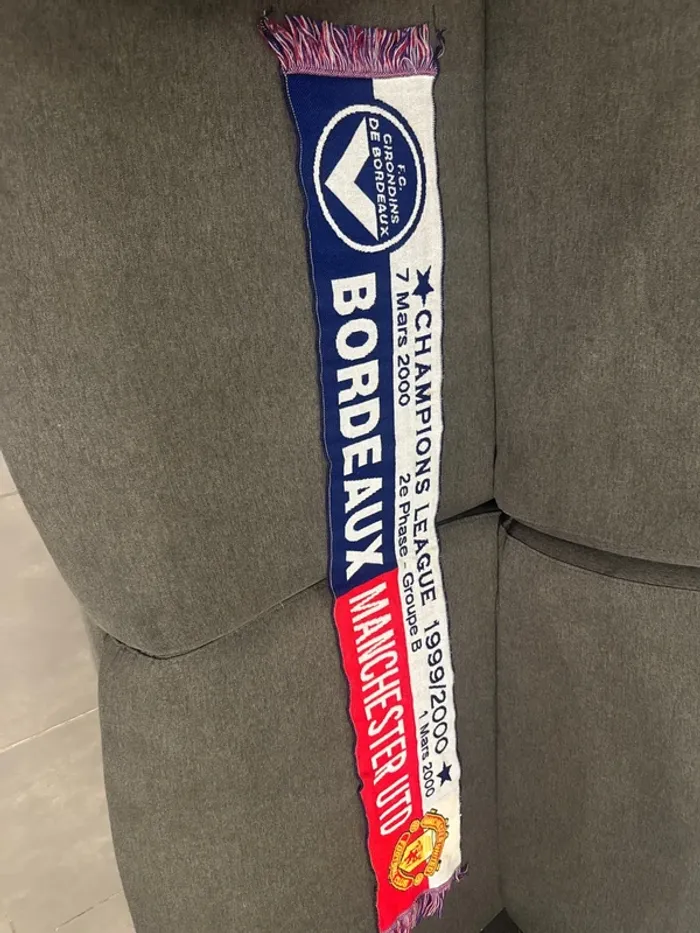 F.C.
GIRONDINS
DE BORDEAUX
CHAMPIONS LEAGUE 1999/2000
7 Mars 2000 2e Phase - Groupe B 1 Mars 2000
BORDEAUX MANCHESTER UTD